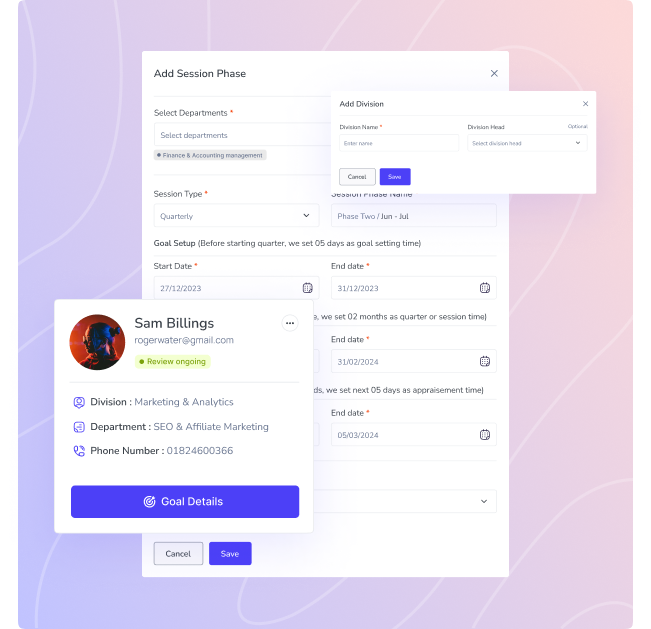 Add Session Phase
Select Departments *
Select departments
Finance & Accounting management
Add Division
Division Name *
Enter name
Division Head
Optional
Select division head
Cancel
Save
Session Type *
Quarterly
Session Phase Name
Phase Two / Jun - Jul
Goal Setup (Before starting quarter, we set 05 days as goal setting time)
Start Date *
27/12/2023
End date *
31/12/2023
, we set 02 months as quarter or session time)
End date *
31/02/2024
we set next 05 days as appraisement time)
End date *
05/03/2024
Sam Billings
rogerwater@gmail.com
Review ongoing
Division : Marketing & Analytics
Department : SEO & Affiliate Marketing
Phone Number : 01824600366
Goal Details
Cancel
Save